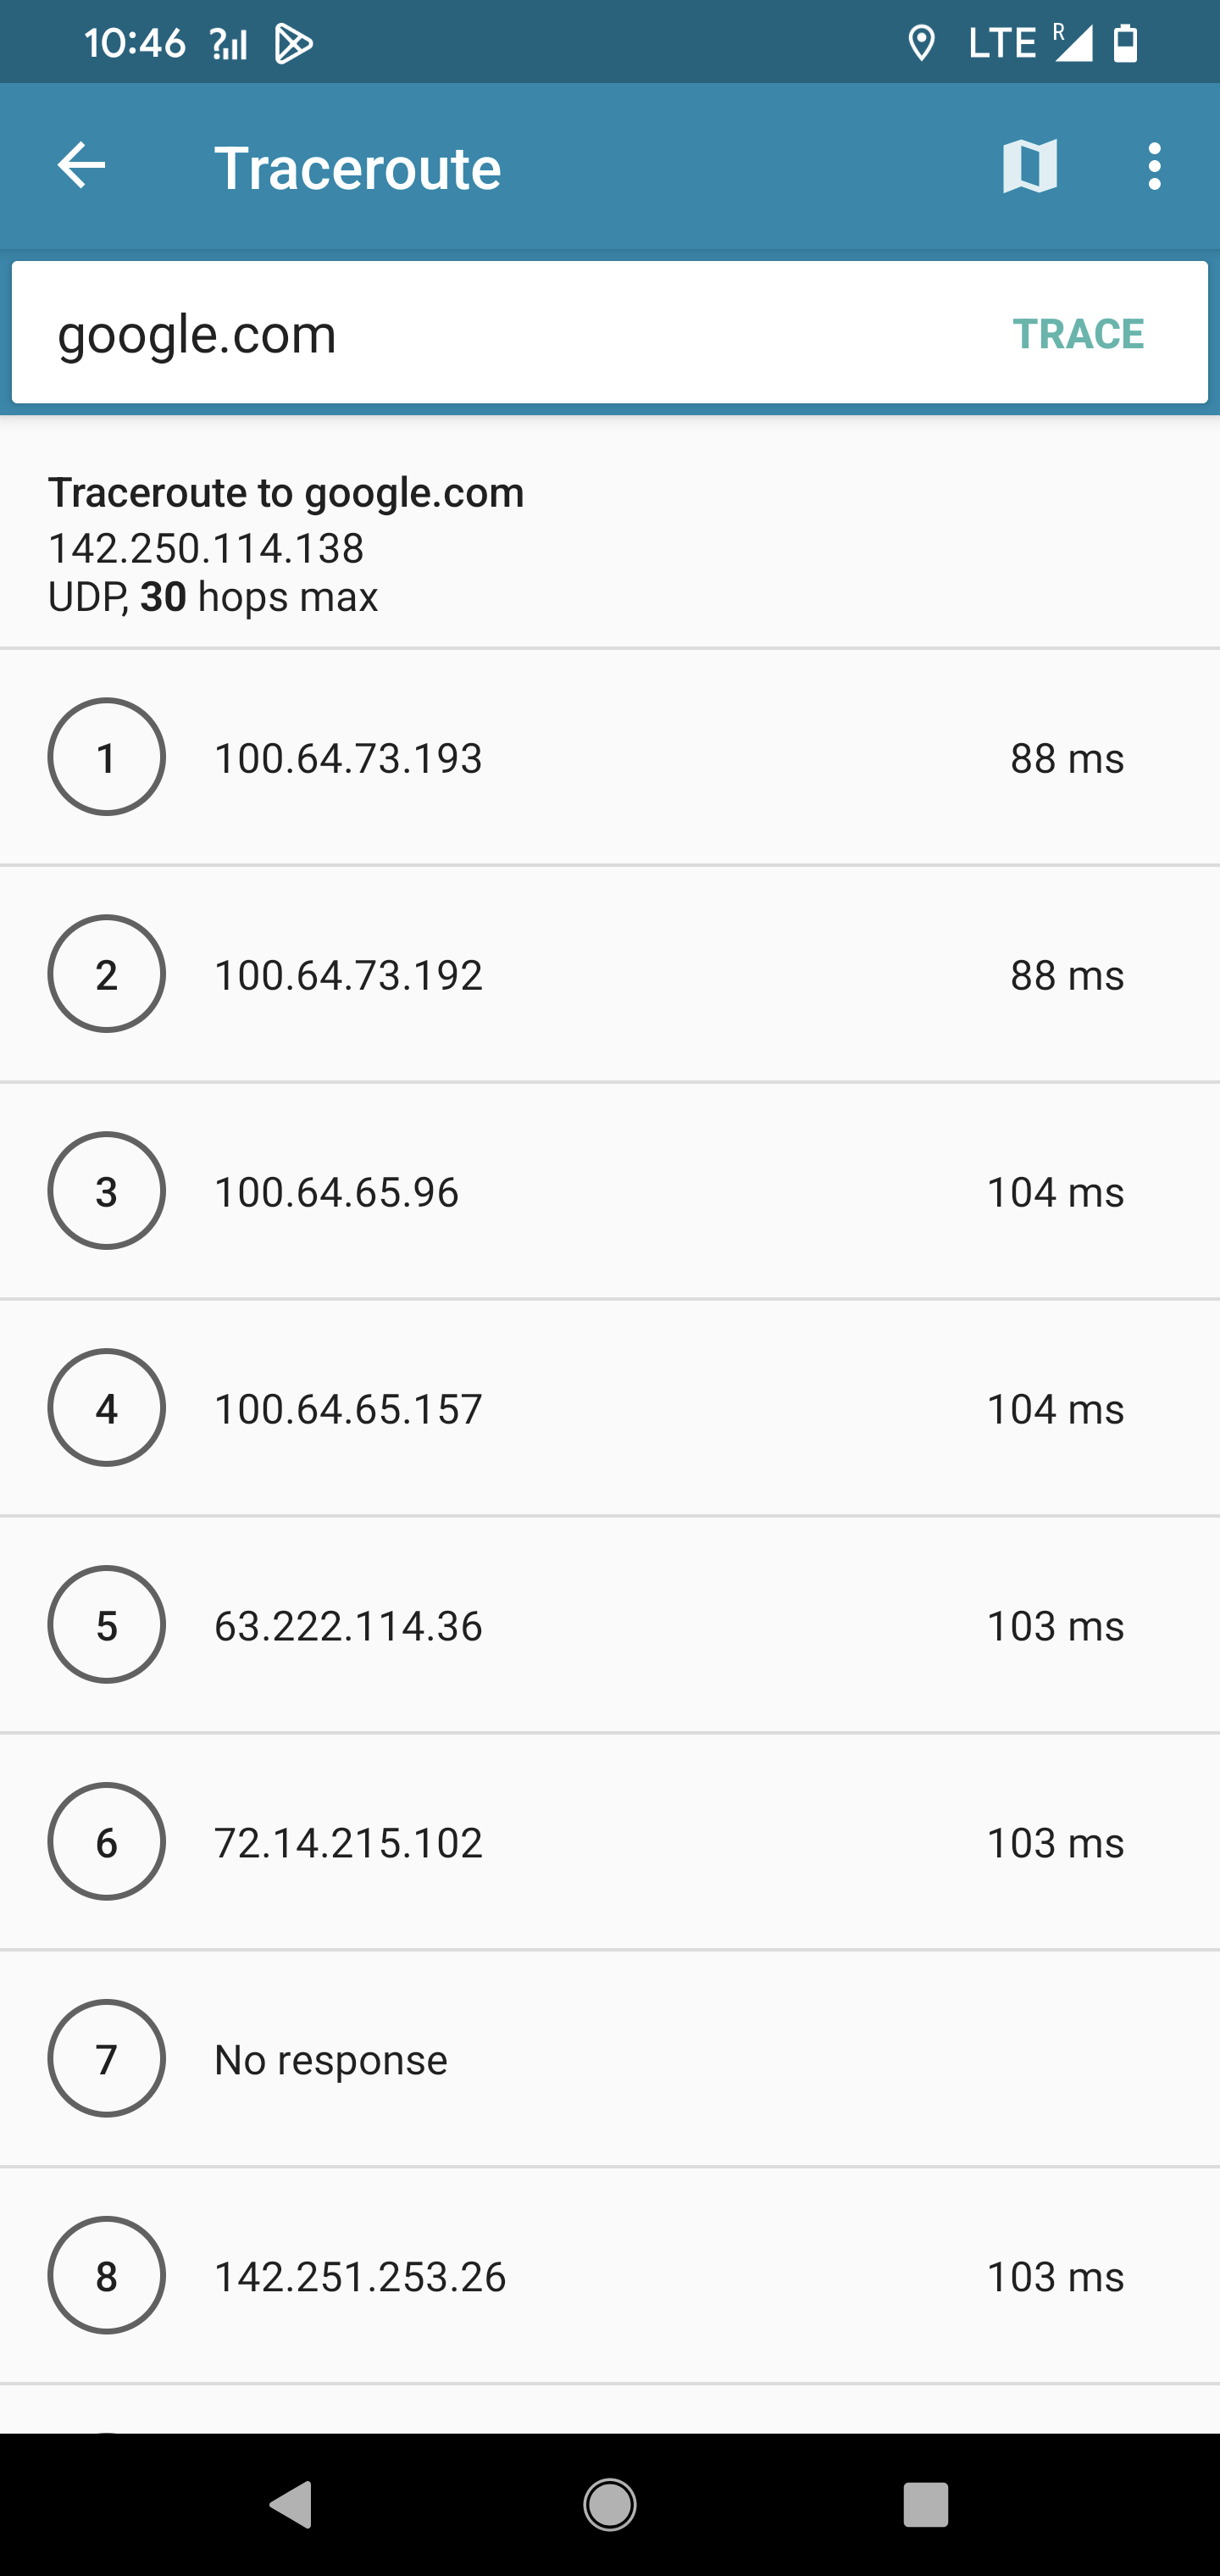 10:46 ? LTE R
Traceroute
google.com TRACE
Traceroute to google.com
142.250.114.138
UDP, 30 hops max
1 100.64.73.193 88 ms
2 100.64.73.192 88 ms
3 100.64.65.96 104 ms
4 100.64.65.157 104 ms
5 63.222.114.36 103 ms
6 72.14.215.102 103 ms
7 No response
8 142.251.253.26 103 ms